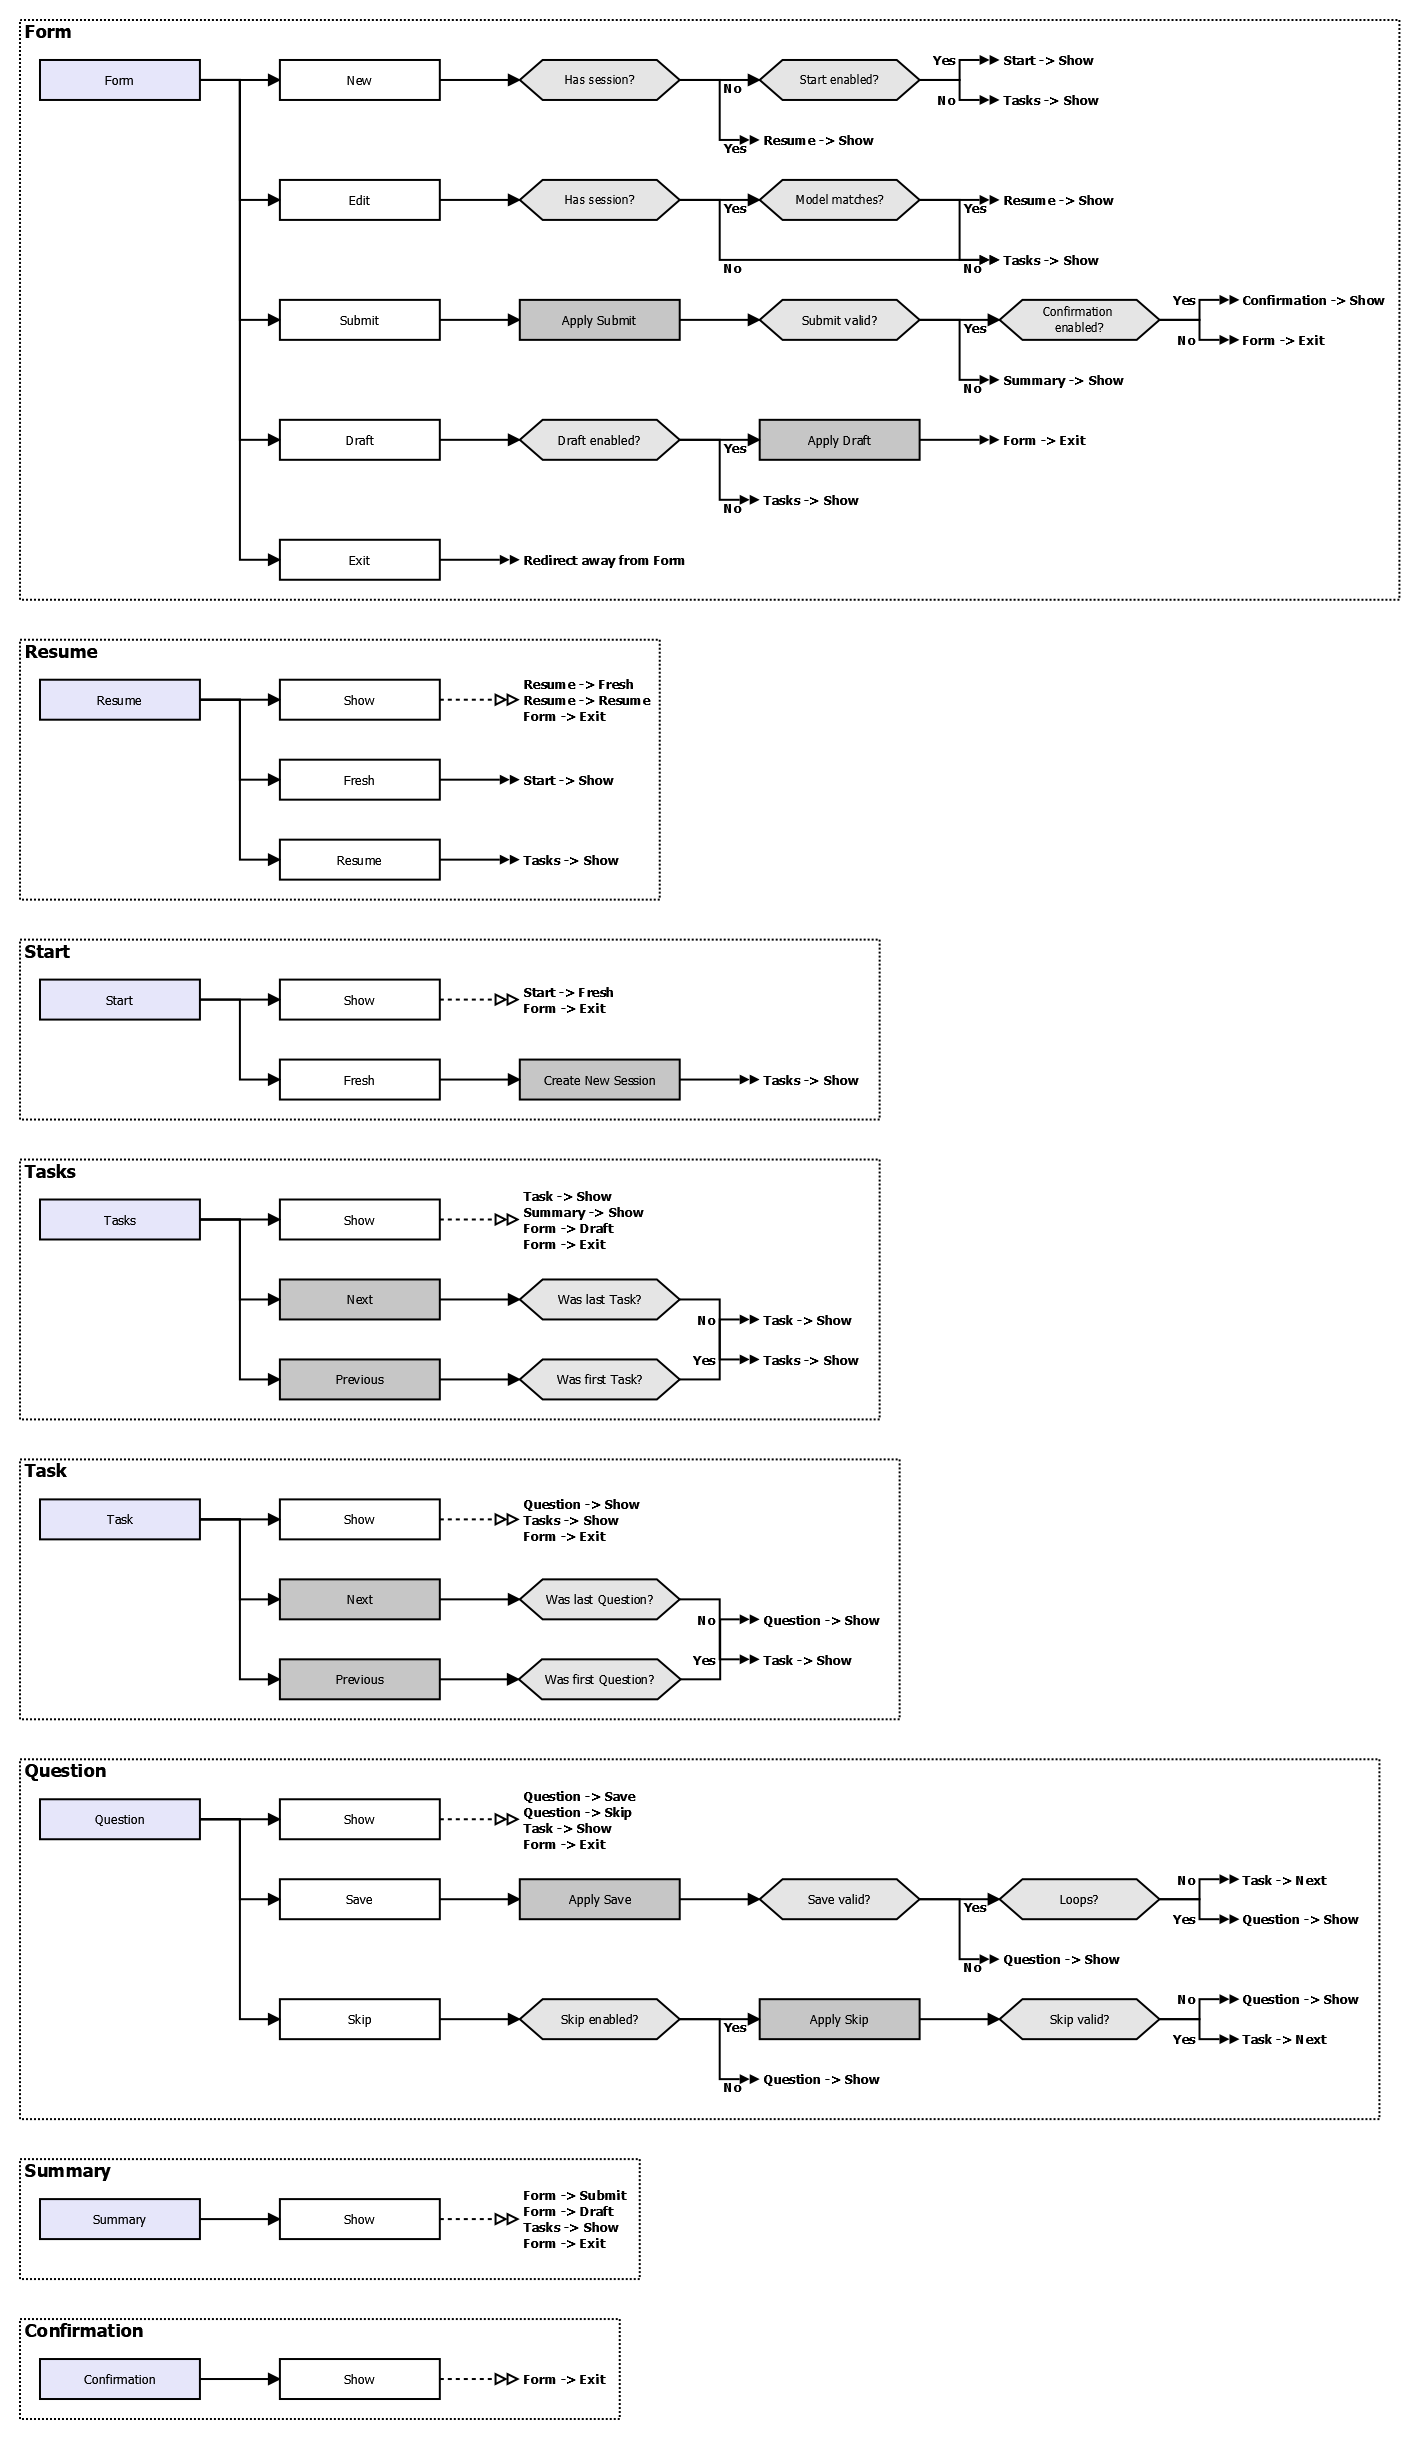 Form
Form
New
Has session?
No
Start enabled?
Yes
Start -> Show
No
Tasks -> Show
Yes
Resume -> Show
Edit
Has session?
Yes
Model matches?
Yes
Resume -> Show
No
No
Tasks -> Show
Submit
Apply Submit
Submit valid?
Yes
Confirmation
enabled?
Yes
Confirmation -> Show
No
Form -> Exit
No
Summary -> Show
Draft
Draft enabled?
Yes
Apply Draft
Form -> Exit
No
Tasks -> Show
Exit
Redirect away from Form
Resume
Resume
Show
Resume -> Fresh
Resume -> Resume
Form -> Exit
Fresh
Start -> Show
Resume
Tasks -> Show
Start
Start
Show
Start -> Fresh
Form -> Exit
Fresh
Create New Session
Tasks -> Show
Tasks
Tasks
Show
Task -> Show
Summary -> Show
Form -> Draft
Form -> Exit
Next
Was last Task?
No
Task -> Show
Yes
Tasks -> Show
Previous
Was first Task?
Task
Task
Show
Question -> Show
Tasks -> Show
Form -> Exit
Next
Was last Question?
No
Question -> Show
Yes
Task -> Show
Previous
Was first Question?
Question
Question
Show
Question -> Save
Question -> Skip
Task -> Show
Form -> Exit
Save
Apply Save
Save valid?
Yes
Loops?
No
Task -> Next
Yes
Question -> Show
No
Question -> Show
Skip
Skip enabled?
Yes
Apply Skip
Skip valid?
No
Question -> Show
Yes
Task -> Next
No
Question -> Show
Summary
Summary
Show
Form -> Submit
Form -> Draft
Tasks -> Show
Form -> Exit
Confirmation
Confirmation
Show
Form -> Exit